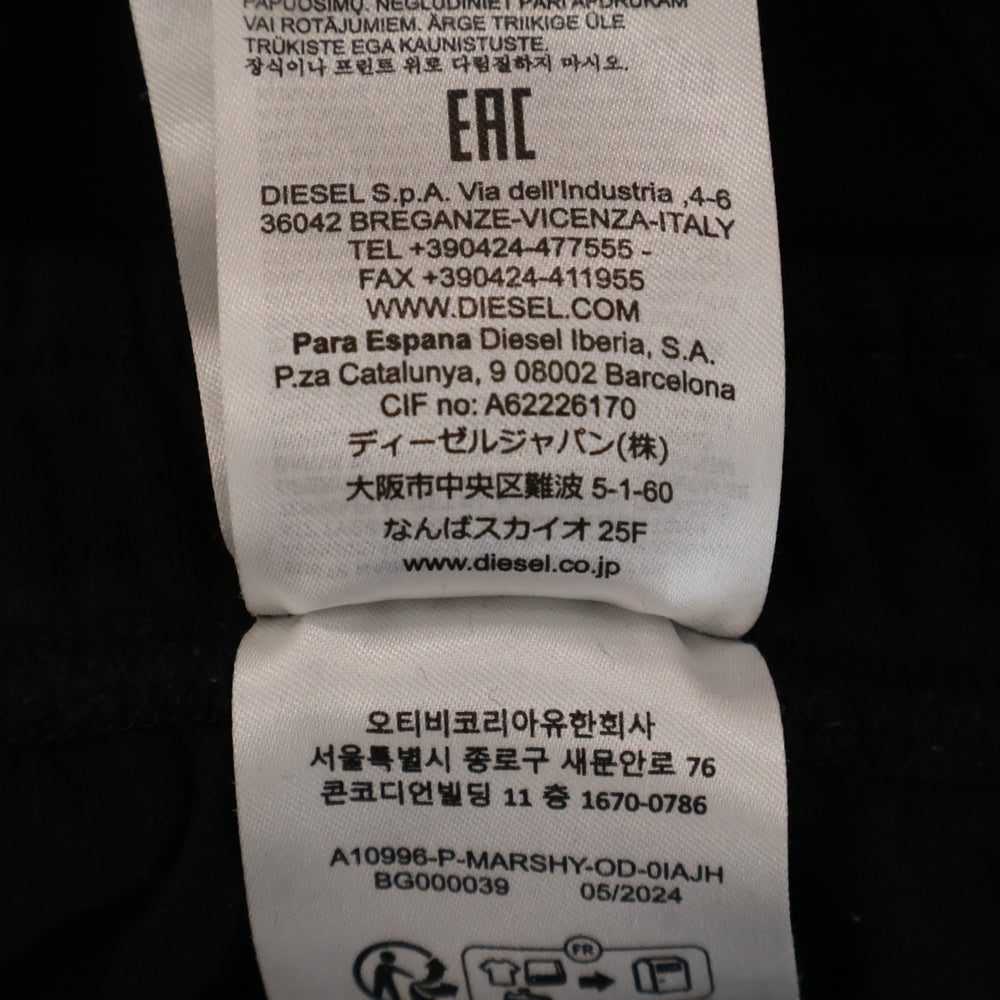 PAPUOŠIMŲ. NEGLUDINIET PĀRI APDRUKĀM
VAI ROTĀJUMIEM. ÄRGE TRIIKIGE ÜLE
TRÜKISTE EGA KAUNISTUSTE.
장식이나 프린트 위로 다림질하지 마시오.
EAC
DIESEL S.p.A. Via dell'Industria ,4-6
36042 BREGANZE-VICENZA-ITALY
TEL +390424-477555 -
FAX +390424-411955
WWW.DIESEL.COM
Para Espana Diesel Iberia, S.A.
P.za Catalunya, 9 08002 Barcelona
CIF no: A62226170
ディーゼルジャパン(株)
大阪市中央区難波 5-1-60
なんばスカイオ 25F
www.diesel.co.jp
오티비코리아유한회사
서울특별시 종로구 새문안로 76
콘코디언빌딩 11 층 1670-0786
A10996-P-MARSHY-OD-0IAJH
BG000039 05/2024
FR